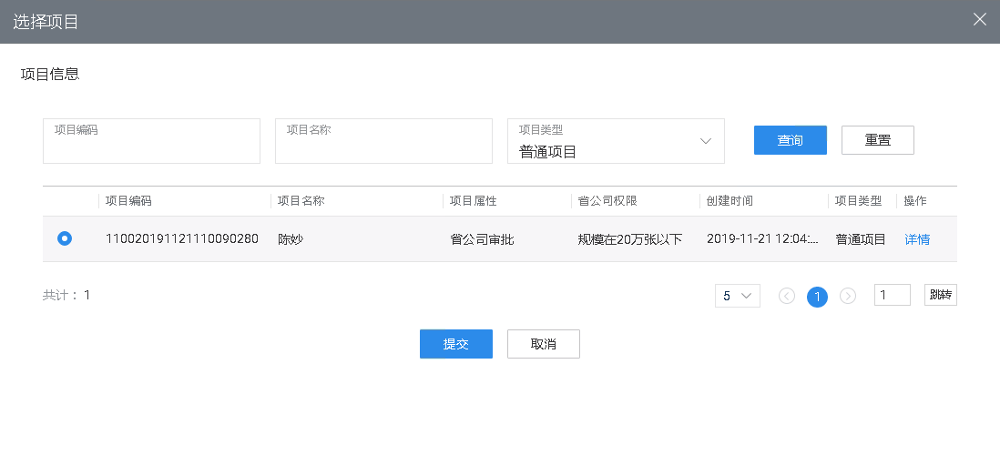 选择项目
项目信息
项目编码 项目名称 项目类型
普通项目 查询 重置
项目编码 项目名称 项目属性 省公司权限 创建时间 项目类型 操作
110020191121110090280 陈妙 省公司审批 规模在20万张以下 2019-11-21 12:04:... 普通项目 详情
共计： 1 5 1 1 跳转
提交 取消